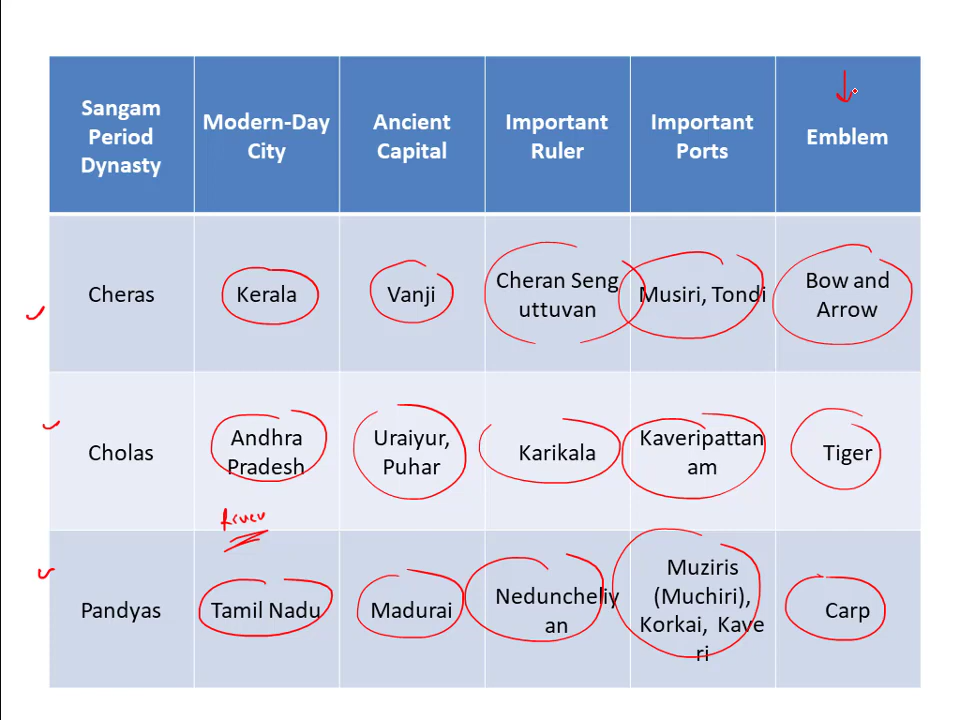 Sangam
Period
Dynasty
Modern-Day
City
Ancient
Capital
Important
Ruler
Important
Ports
Emblem
Cheras
Kerala
Vanji
Cheran Seng
uttuvan
Musiri, Tondi
Bow and
Arrow
Cholas
Andhra
Pradesh
Uraiyur,
Puhar
Karikala
Kaveripattan
am
Tiger
Pandyas
Tamil Nadu
Madurai
Neduncheliy
an
Muziris
(Muchiri),
Korkai, Kave
ri
Carp